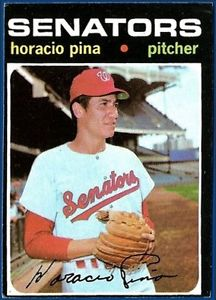 SENATORS
horacio pina • pitcher
W
Senators
Horacio Pina